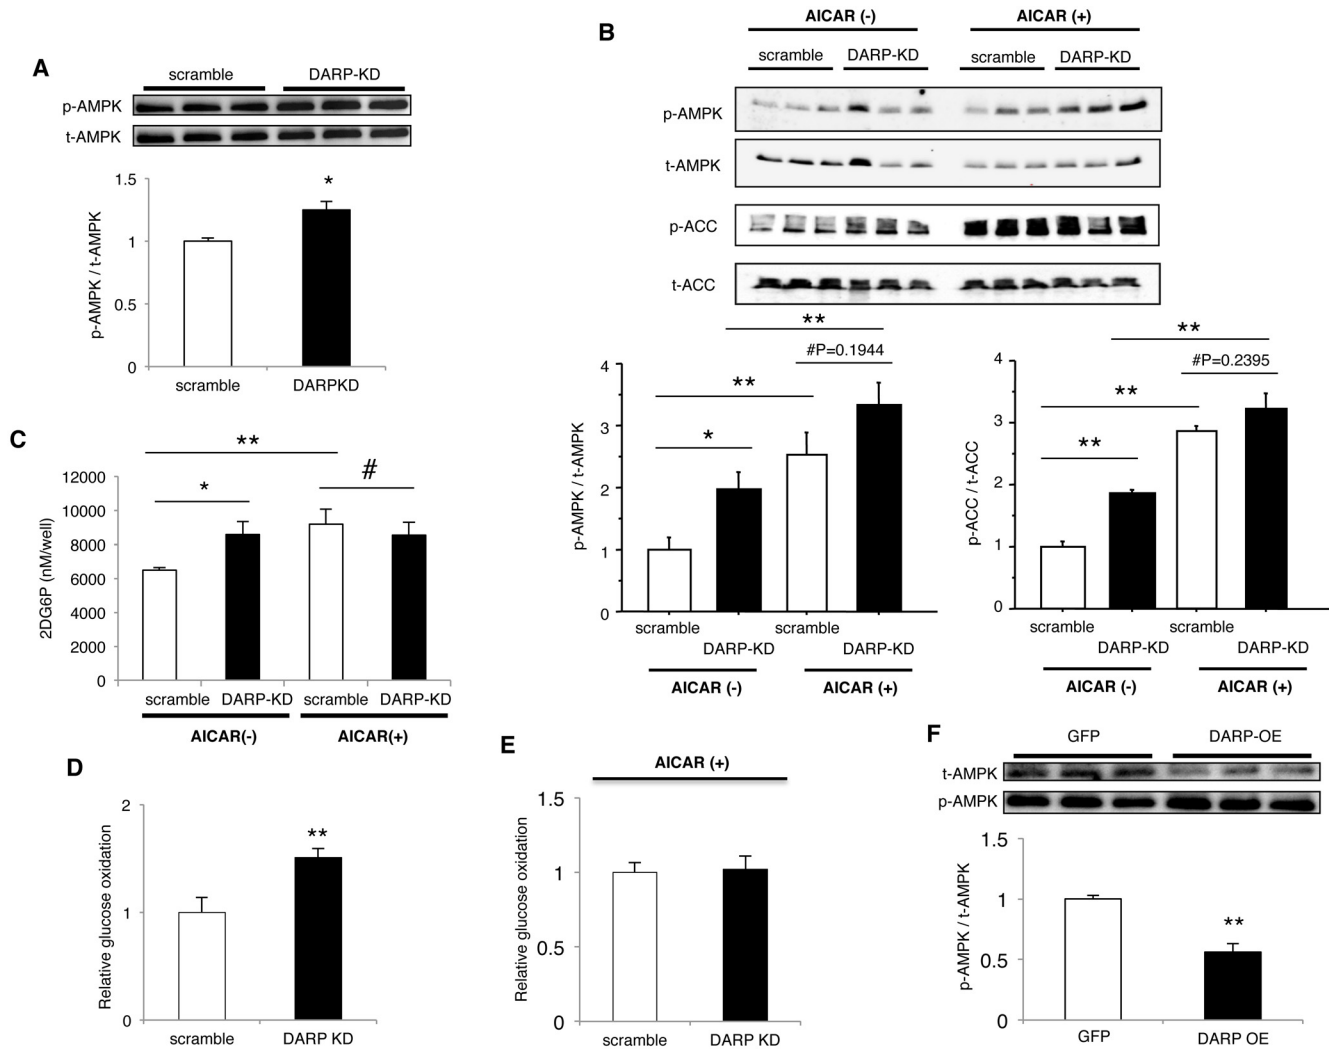 A
scramble DARP-KD
p-AMPK
t-AMPK
1.5
1
0.5
0
p-AMPK / t-AMPK
*
scramble DARPKD
B
AICAR (-) AICAR (+)
scramble DARP-KD scramble DARP-KD
p-AMPK
t-AMPK
p-ACC
t-ACC
**
#P=0.1944
**
*
4
3
2
1
0
p-AMPK / t-AMPK
scramble scramble
DARP-KD DARP-KD
AICAR (-) AICAR (+)
**
#P=0.2395
**
**
4
3
2
1
0
p-ACC / t-ACC
scramble scramble
DARP-KD DARP-KD
AICAR (-) AICAR (+)
C
**
*
#
12000
10000
8000
6000
4000
2000
0
2DG6P (nM/well)
scramble DARP-KD scramble DARP-KD
AICAR(-) AICAR(+)
D
2
1
0
Relative glucose oxidation
**
scramble DARP KD
E
AICAR (+)
1.5
1
0.5
0
Relative glucose oxidation
scramble DARP KD
F
GFP DARP-OE
t-AMPK
p-AMPK
1.5
1
0.5
0
p-AMPK / t-AMPK
**
GFP DARP OE